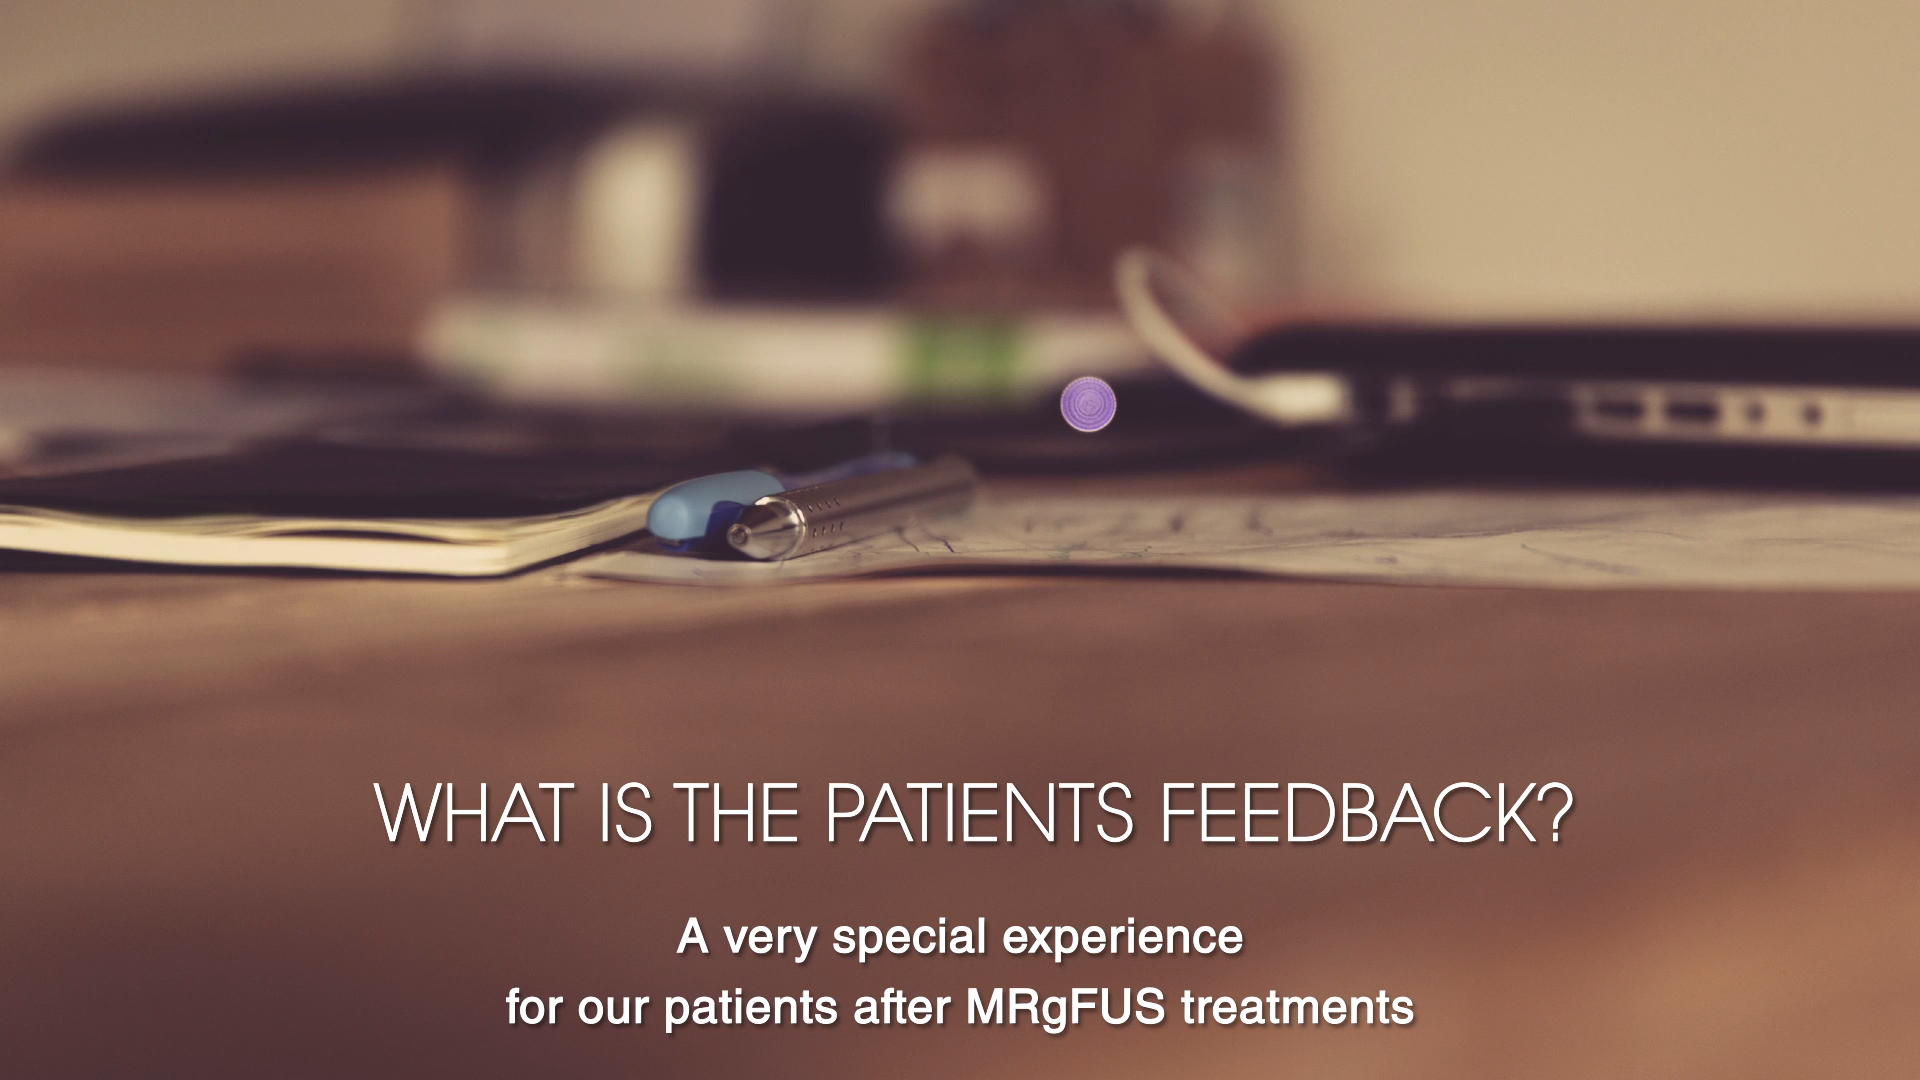 WHAT IS THE PATIENTS FEEDBACK?
A very special experience
for our patients after MRgFUS treatments